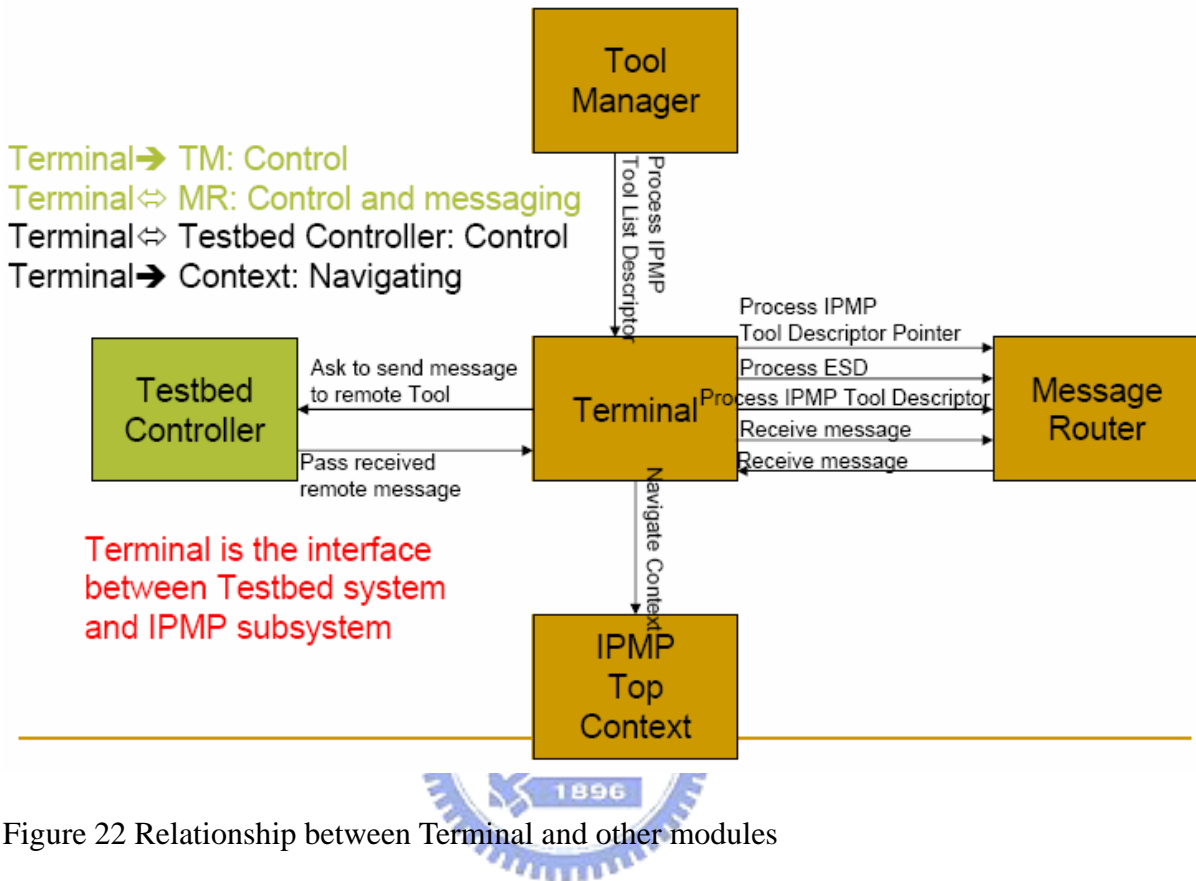 Tool
Manager
Terminal➔ TM: Control
Terminal⇔ MR: Control and messaging
Terminal⇔ Testbed Controller: Control
Terminal➔ Context: Navigating
Process IPMP
Tool List Descriptor
Testbed
Controller
Ask to send message
to remote Tool
Pass received
remote message
Terminal
Process IPMP
Tool Descriptor Pointer
Process ESD
Process IPMP Tool Descriptor
Receive message
Receive message
Message
Router
Navigate Context
Terminal is the interface
between Testbed system
and IPMP subsystem
IPMP
Top
Context
1896
Figure 22 Relationship between Terminal and other modules